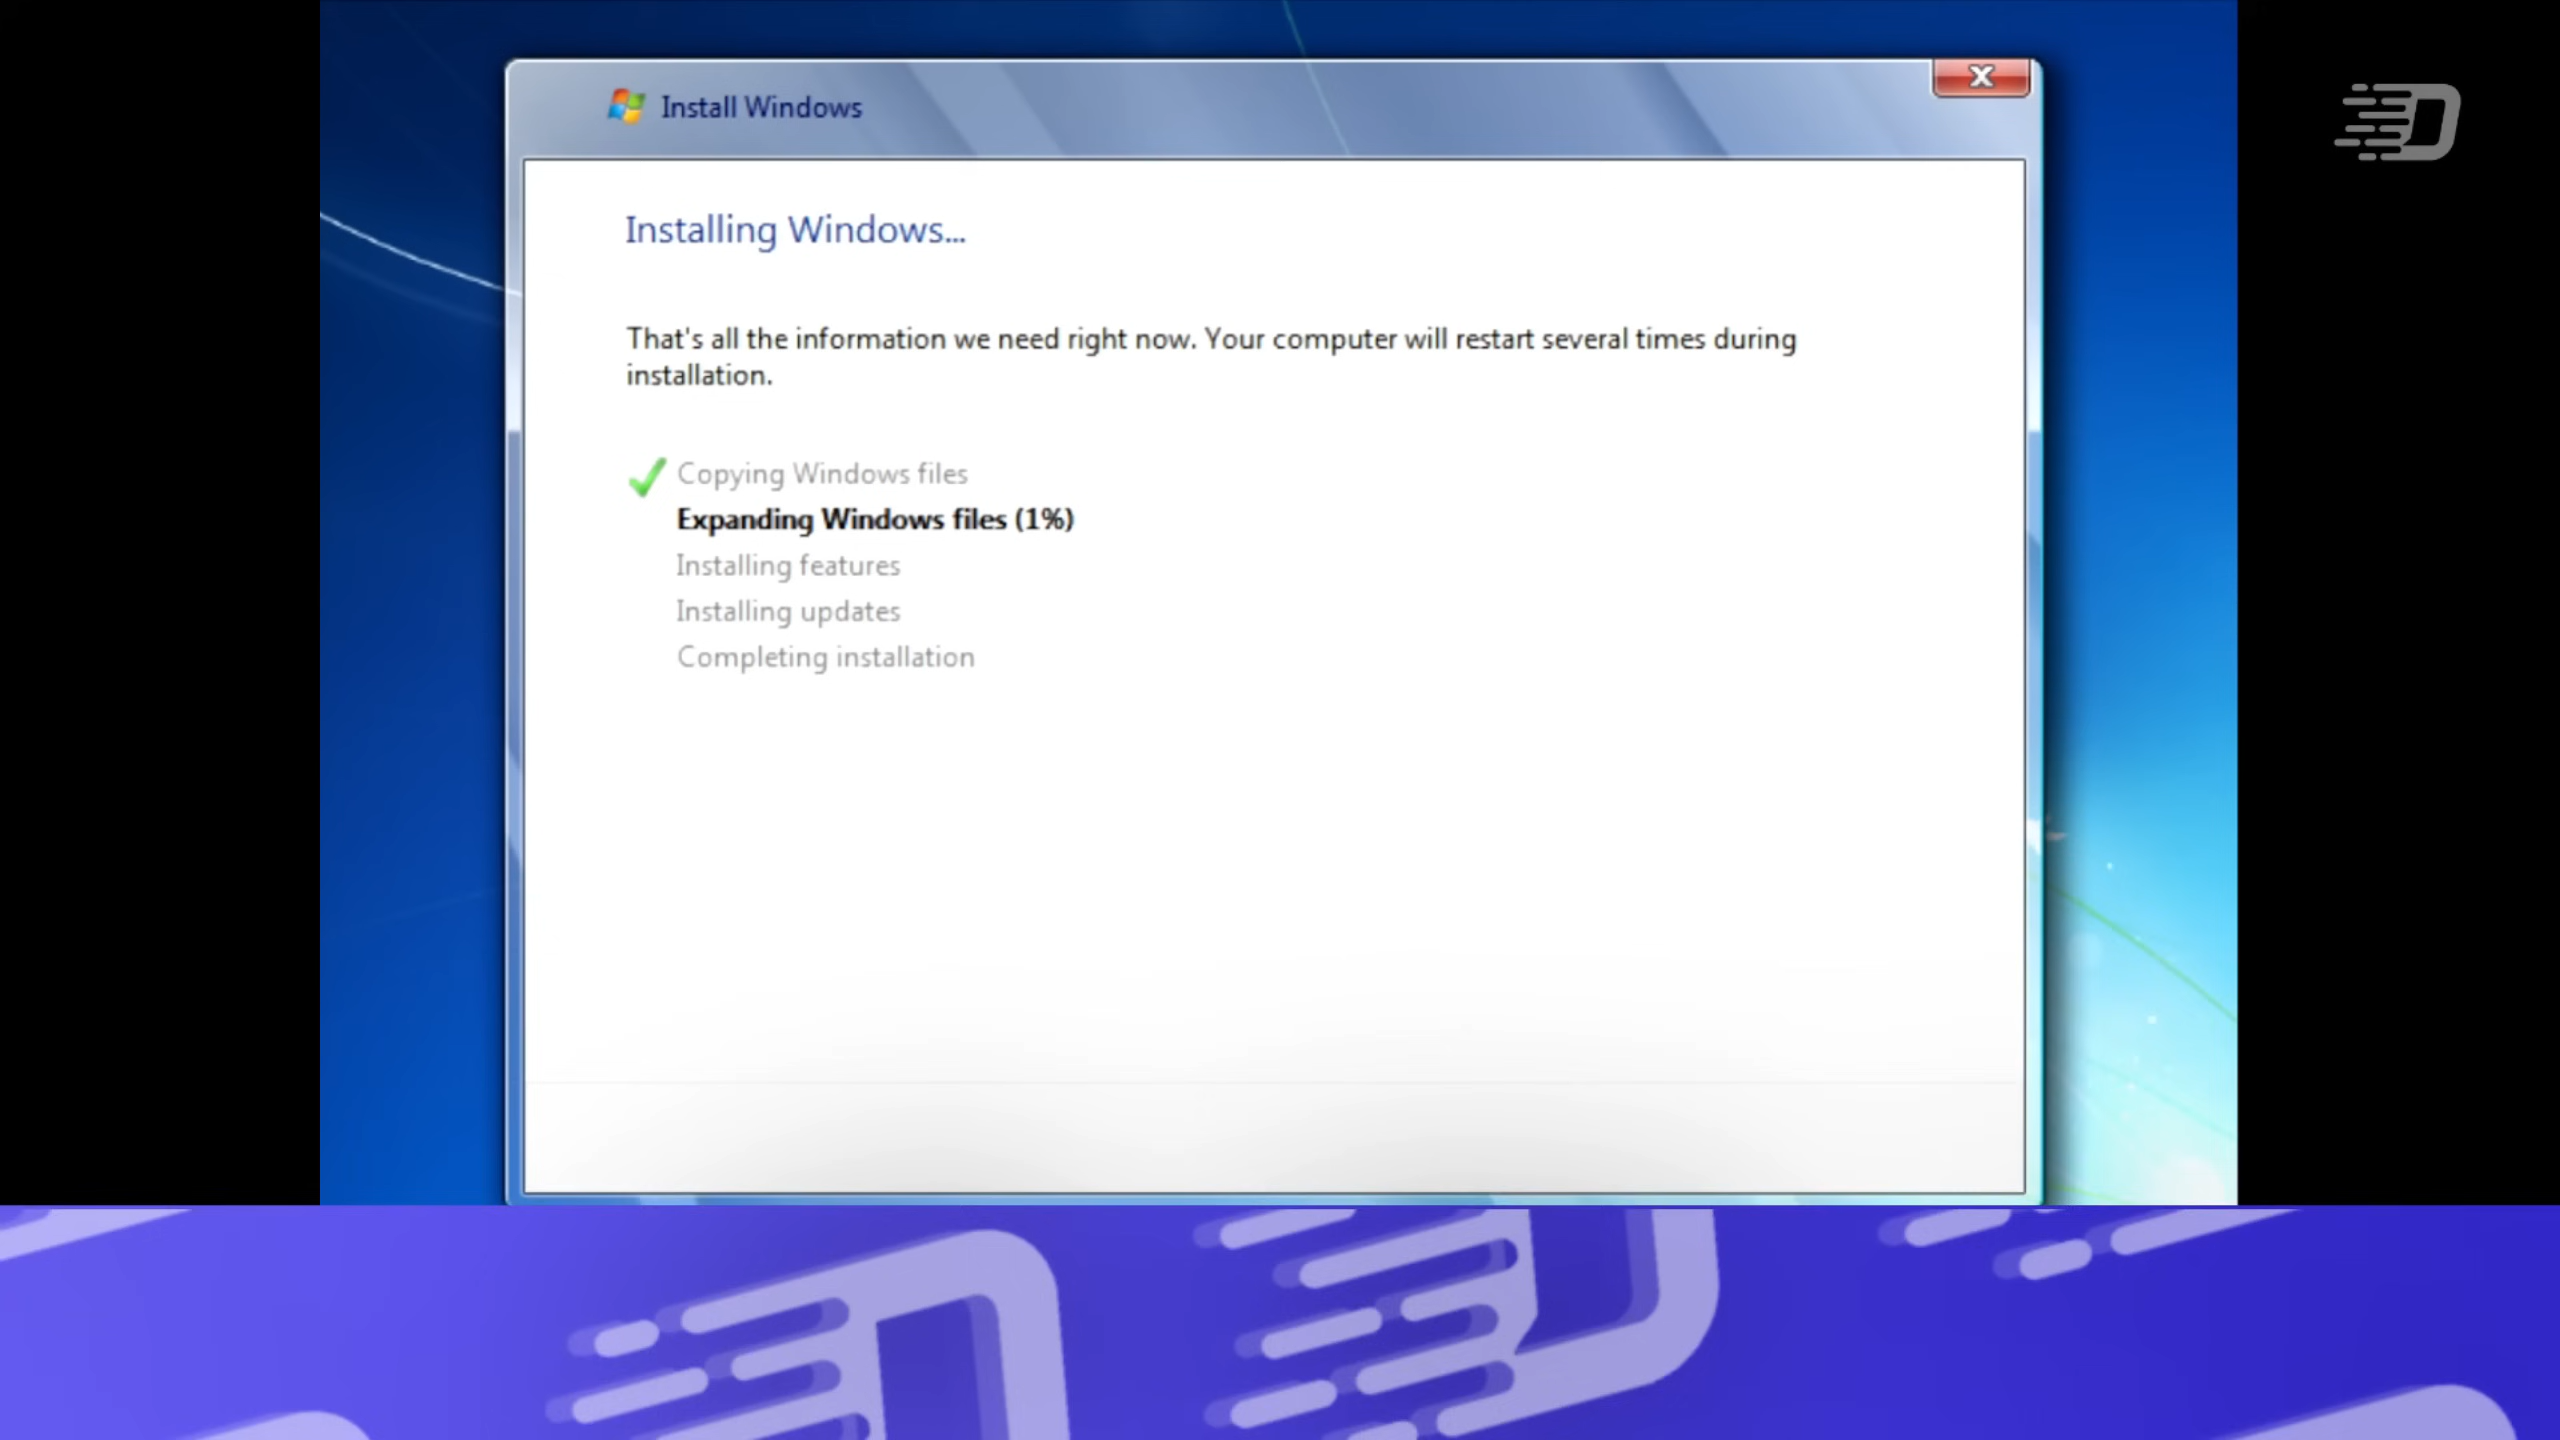 Install Windows
Installing Windows...
That's all the information we need right now. Your computer will restart several times during
installation.
Copying Windows files
Expanding Windows files (1%)
Installing features
Installing updates
Completing installation